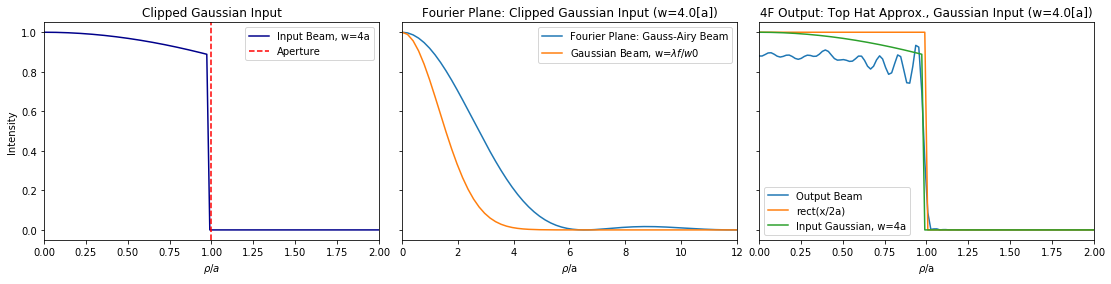 Clipped Gaussian Input
Intensity
1.0
0.8
0.6
0.4
0.2
0.0
Input Beam, w=4a
Aperture
0.00 0.25 0.50 0.75 1.00 1.25 1.50 1.75 2.00
ρ/a
Fourier Plane: Clipped Gaussian Input (w=4.0[a])
Fourier Plane: Gauss-Airy Beam
Gaussian Beam, w=λf/w0
0 2 4 6 8 10 12
ρ/a
4F Output: Top Hat Approx., Gaussian Input (w=4.0[a])
Output Beam
rect(x/2a)
Input Gaussian, w=4a
0.00 0.25 0.50 0.75 1.00 1.25 1.50 1.75 2.00
ρ/a